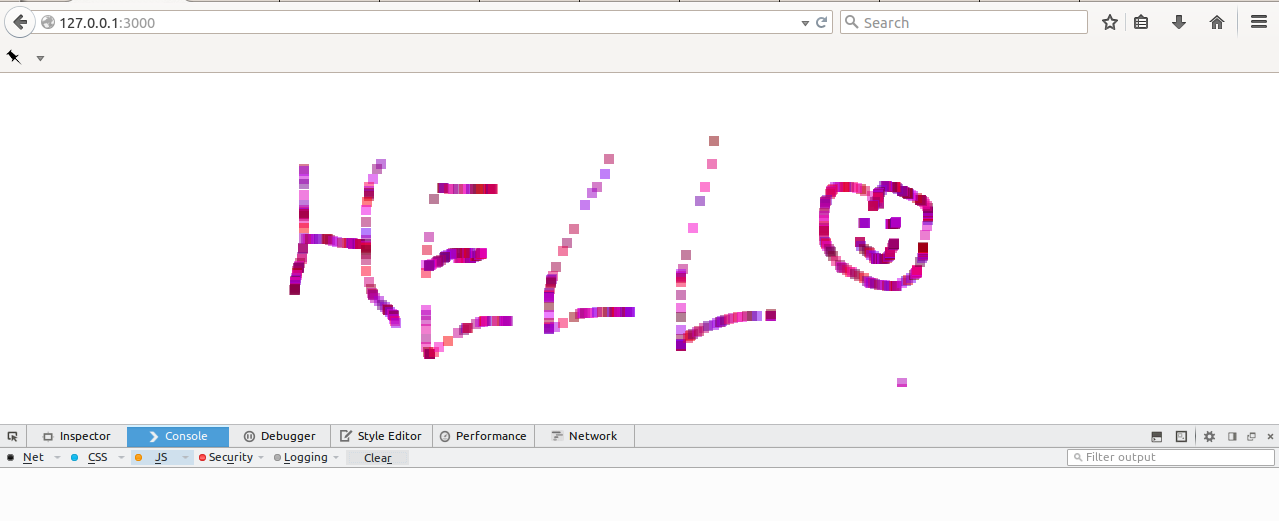 127.0.0.1:3000
Search
HELLO
Inspector Console Debugger Style Editor Performance Network
Net CSS JS Security Logging Clear Filter output